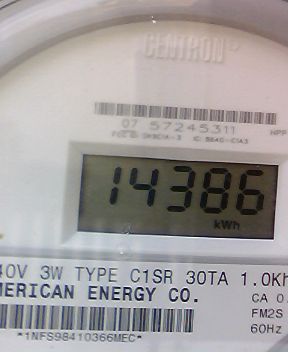 CENTRON
07 57245311
14386
kWh
40V 3W TYPE C1SR 30TA 1.0Kh
MERICAN ENERGY CO.
CA 0.
FM2S
60Hz
*1NFS98410366MEC*